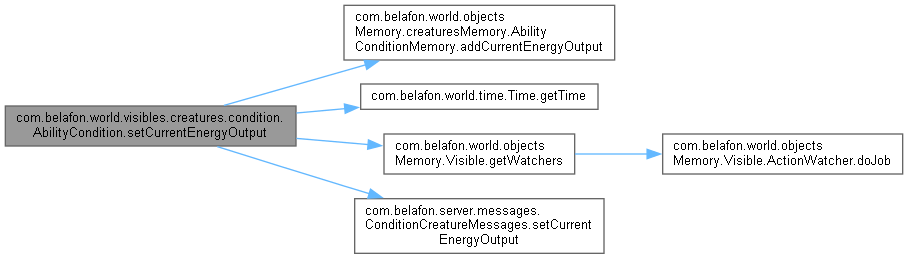 com.belafon.world.visibles.creatures.condition.
AbilityCondition.setCurrentEnergyOutput
com.belafon.world.objects
Memory.creaturesMemory.Ability
ConditionMemory.addCurrentEnergyOutput
com.belafon.world.time.Time.getTime
com.belafon.world.objects
Memory.Visible.getWatchers
com.belafon.world.objects
Memory.Visible.ActionWatcher.doJob
com.belafon.server.messages.
ConditionCreatureMessages.setCurrent
EnergyOutput